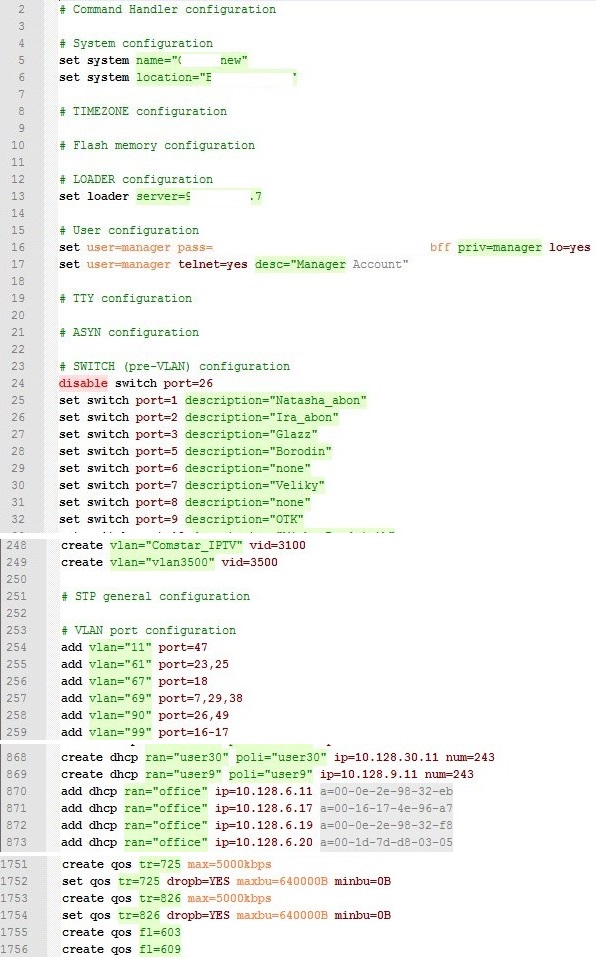 2 # Command Handler configuration
3
4 # System configuration
5 set system name="( new"
6 set system location="E "
7
8 # TIMEZONE configuration
9
10 # Flash memory configuration
11
12 # LOADER configuration
13 set loader server=9 .7
14
15 # User configuration
16 set user=manager pass= bff priv=manager lo=yes
17 set user=manager telnet=yes desc="Manager Account"
18
19 # TTY configuration
20
21 # ASYN configuration
22
23 # SWITCH (pre-VLAN) configuration
24 disable switch port=26
25 set switch port=1 description="Natasha_abon"
26 set switch port=2 description="Ira_abon"
27 set switch port=3 description="Glazz"
28 set switch port=5 description="Borodin"
29 set switch port=6 description="none"
30 set switch port=7 description="Veliky"
31 set switch port=8 description="none"
32 set switch port=9 description="OTK"
248 create vlan="Comstar_IPTV" vid=3100
249 create vlan="vlan3500" vid=3500
250
251 # STP general configuration
252
253 # VLAN port configuration
254 add vlan="11" port=47
255 add vlan="61" port=23,25
256 add vlan="67" port=18
257 add vlan="69" port=7,29,38
258 add vlan="90" port=26,49
259 add vlan="99" port=16-17
868 create dhcp ran="user30" poli="user30" ip=10.128.30.11 num=243
869 create dhcp ran="user9" poli="user9" ip=10.128.9.11 num=243
870 add dhcp ran="office" ip=10.128.6.11 a=00-0e-2e-98-32-eb
871 add dhcp ran="office" ip=10.128.6.17 a=00-16-17-4e-96-a7
872 add dhcp ran="office" ip=10.128.6.19 a=00-0e-2e-98-32-f8
873 add dhcp ran="office" ip=10.128.6.20 a=00-1d-7d-d8-03-05
1751 create qos tr=725 max=5000kbps
1752 set qos tr=725 dropb=YES maxbu=640000B minbu=0B
1753 create qos tr=826 max=5000kbps
1754 set qos tr=826 dropb=YES maxbu=640000B minbu=0B
1755 create qos fl=603
1756 create qos fl=609